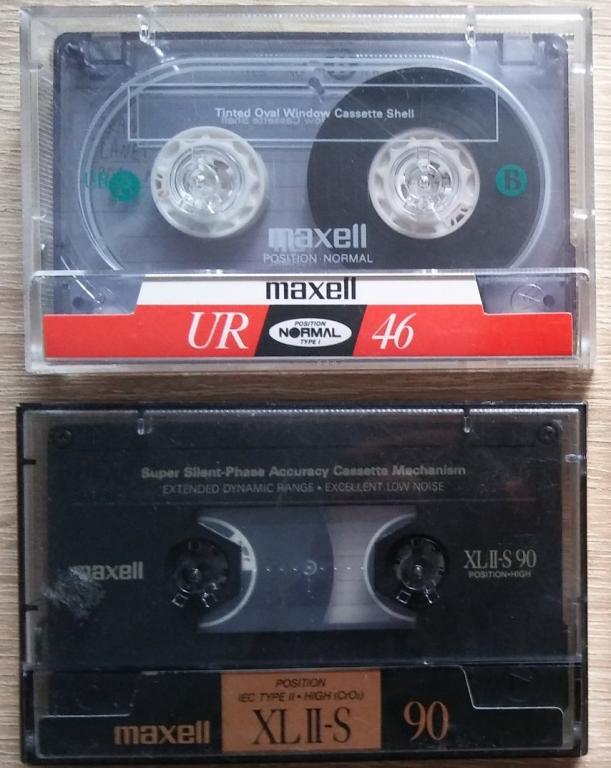 Tinted Oval Window Cassette Shell
B
maxell
POSITION · NORMAL
maxell
UR POSITION NORMAL TYPE I 46
Super Silent-Phase Accuracy Cassette Mechanism
EXTENDED DYNAMIC RANGE • EXCELLENT LOW NOISE
maxell
XLII-S 90
POSITION•HIGH
POSITION
IEC TYPE II • HIGH (CrO₂)
maxell XLII-S 90